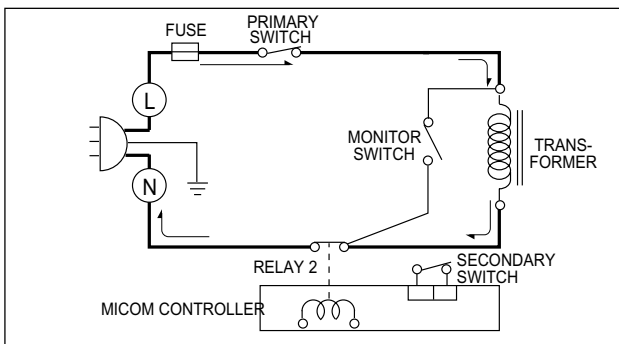 FUSE
PRIMARY
SWITCH
L
MONITOR
SWITCH
TRANS-
FORMER
N
RELAY 2
SECONDARY
SWITCH
MICOM CONTROLLER